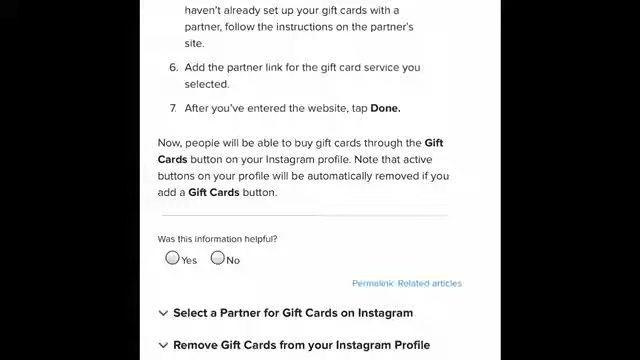 haven't already set up your gift cards with a
partner, follow the instructions on the partner's
site.
6. Add the partner link for the gift card service you
selected.
7. After you've entered the website, tap Done.
Now, people will be able to buy gift cards through the Gift
Cards button on your Instagram profile. Note that active
buttons on your profile will be automatically removed if you
add a Gift Cards button.
Was this information helpful?
Yes No
Permalink Related articles
Select a Partner for Gift Cards on Instagram
Remove Gift Cards from your Instagram Profile